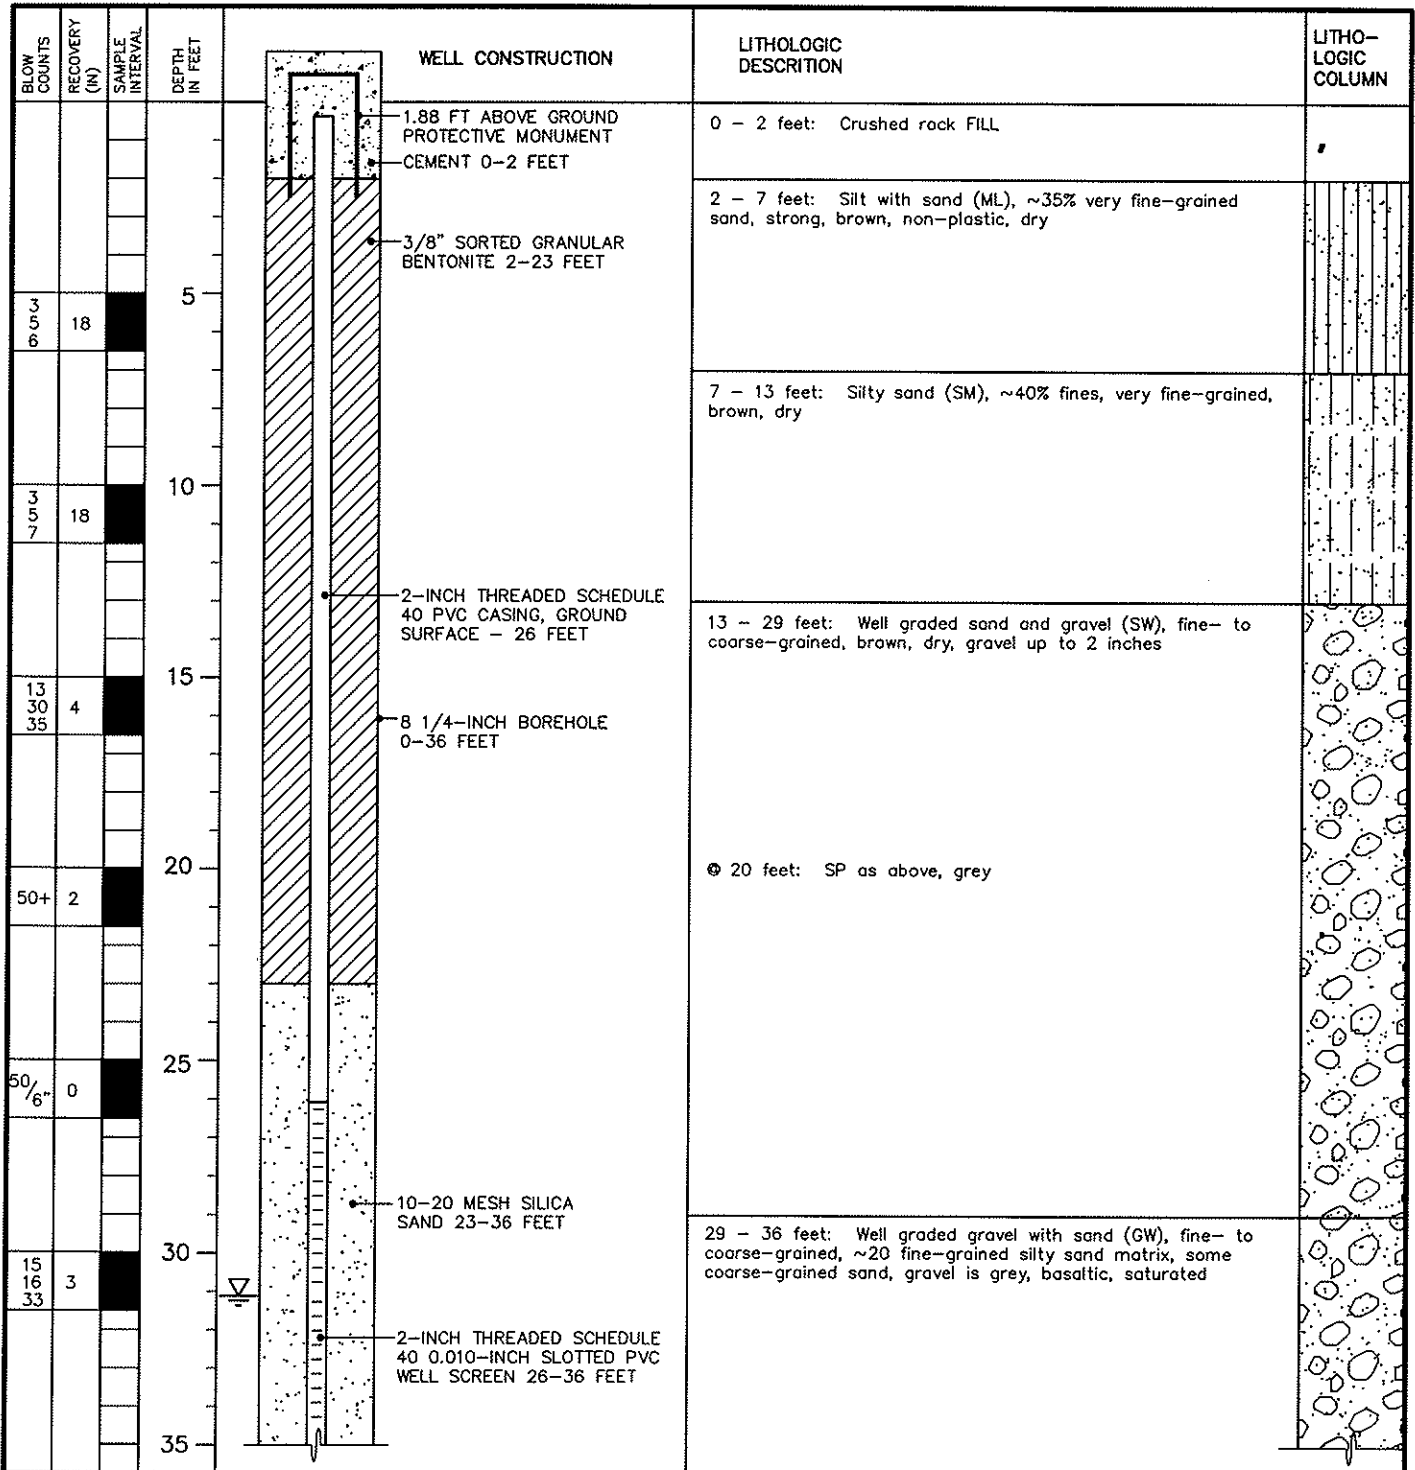 BLOW
COUNTS
RECOVERY
(IN)
SAMPLE
INTERVAL
DEPTH
IN FEET
WELL CONSTRUCTION
LITHOLOGIC
DESCRITION
LITHO-
LOGIC
COLUMN
1.88 FT ABOVE GROUND
PROTECTIVE MONUMENT
CEMENT 0-2 FEET
0 - 2 feet: Crushed rock FILL
2 - 7 feet: Silt with sand (ML), ~35% very fine-grained
sand, strong, brown, non-plastic, dry
3/8" SORTED GRANULAR
BENTONITE 2-23 FEET
5
3
5
6
18
7 - 13 feet: Silty sand (SM), ~40% fines, very fine-grained,
brown, dry
10
3
5
7
18
2-INCH THREADED SCHEDULE
40 PVC CASING, GROUND
SURFACE - 26 FEET
13 - 29 feet: Well graded sand and gravel (SW), fine- to
coarse-grained, brown, dry, gravel up to 2 inches
15
13
30
35
4
8 1/4-INCH BOREHOLE
0-36 FEET
20
50+
2
@ 20 feet: SP as above, grey
25
50/6"
0
10-20 MESH SILICA
SAND 23-36 FEET
29 - 36 feet: Well graded gravel with sand (GW), fine- to
coarse-grained, ~20 fine-grained silty sand matrix, some
coarse-grained sand, gravel is grey, basaltic, saturated
30
15
16
33
3
2-INCH THREADED SCHEDULE
40 0.010-INCH SLOTTED PVC
WELL SCREEN 26-36 FEET
35